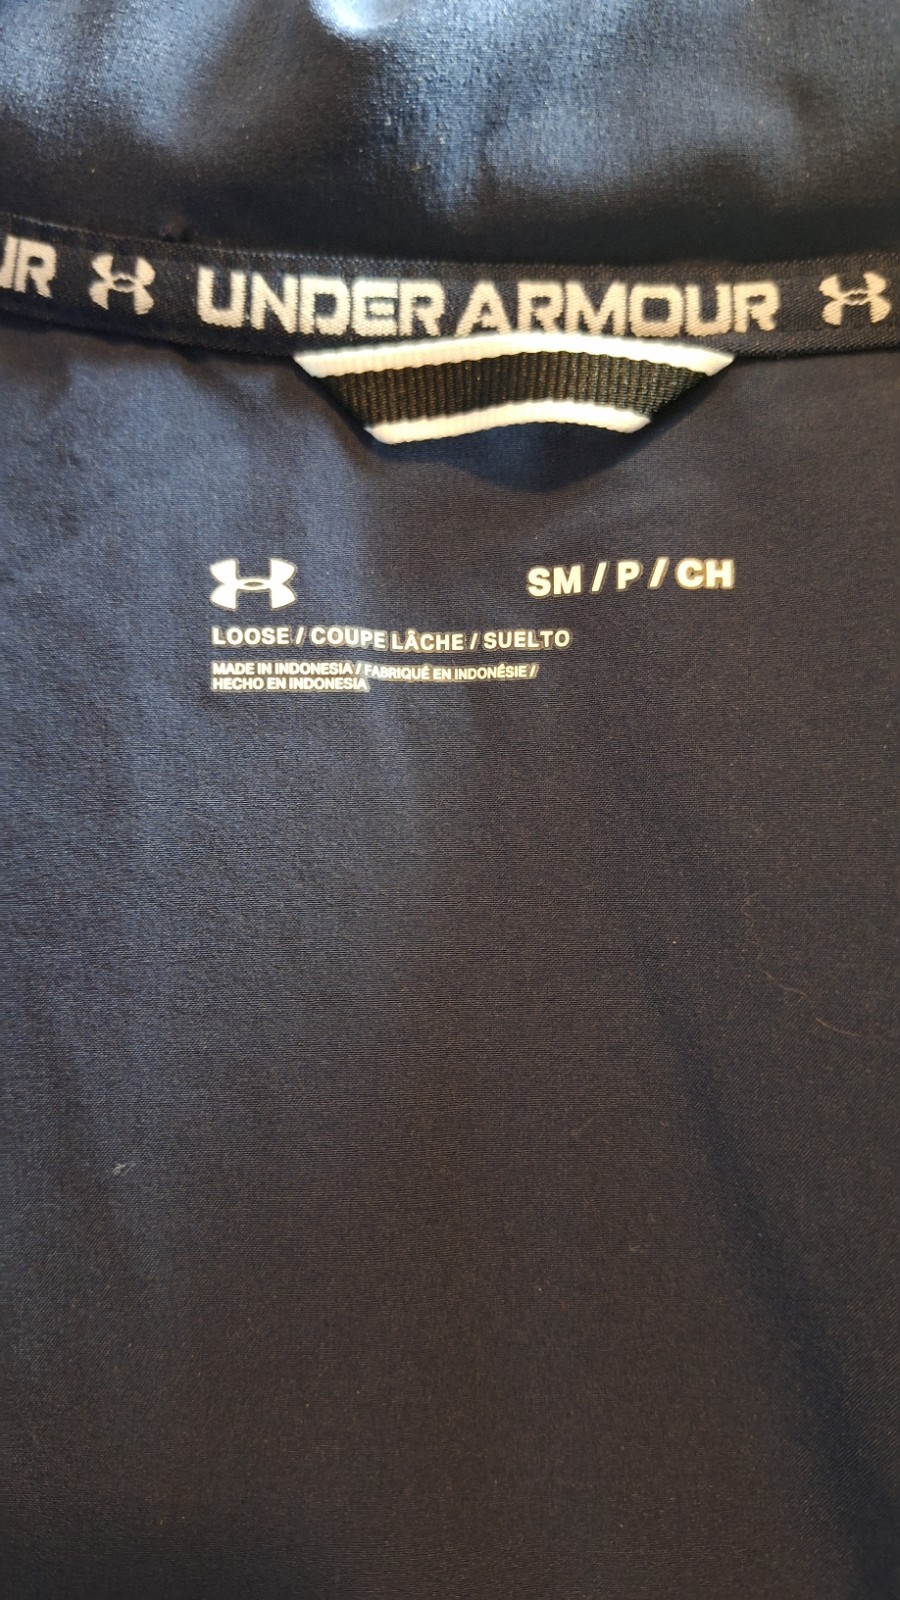 UR UNDER ARMOUR
SM / P / CH
LOOSE / COUPE LÂCHE / SUELTO
MADE IN INDONESIA / FABRIQUÉ EN INDONÉSIE /
HECHO EN INDONESIA